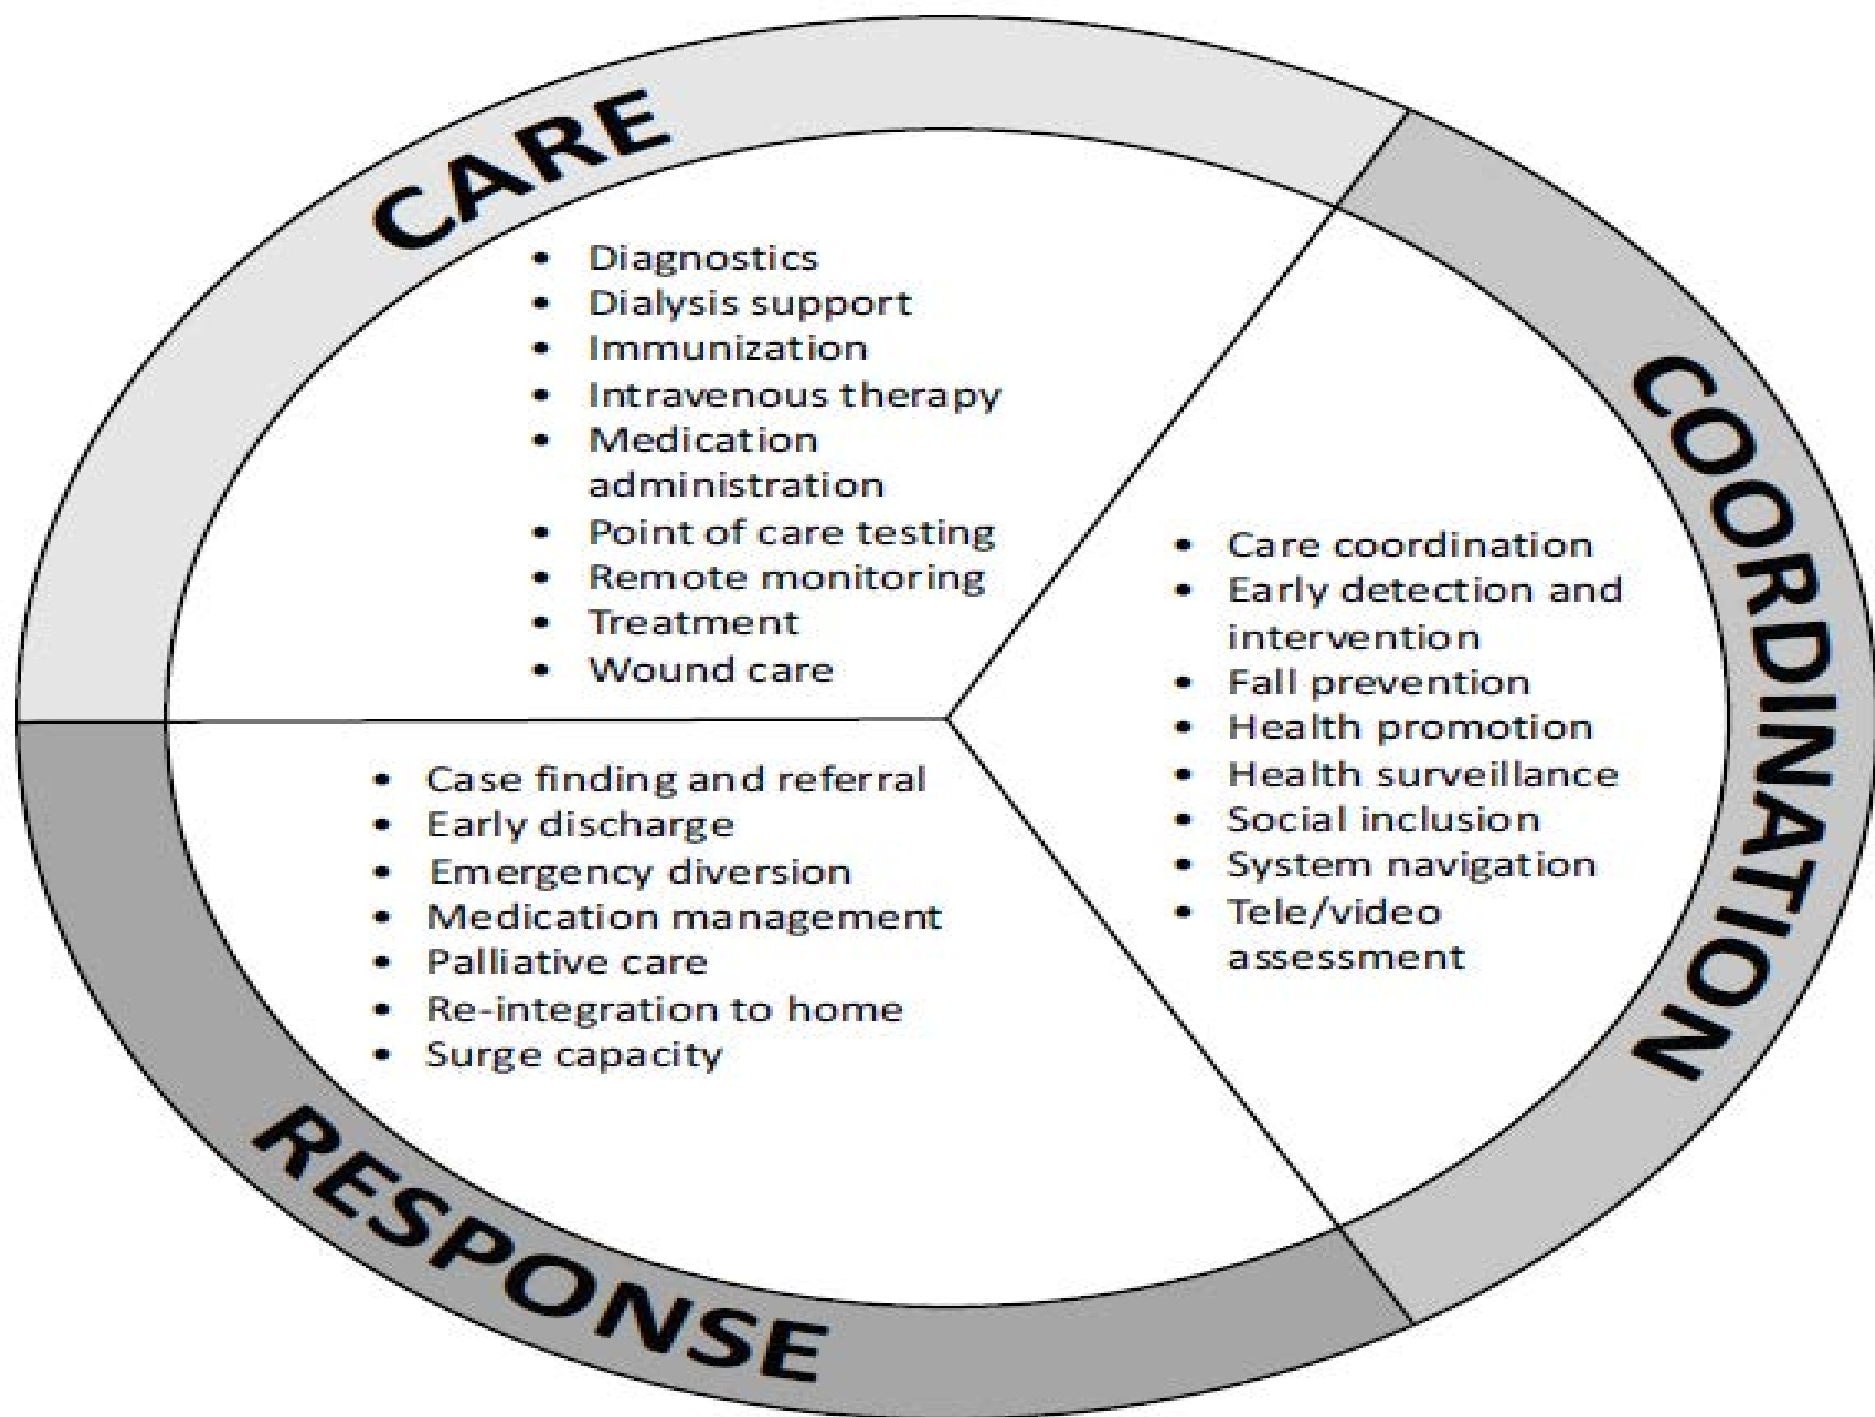 CARE
• Diagnostics
• Dialysis support
• Immunization
• Intravenous therapy
• Medication
administration
• Point of care testing
• Remote monitoring
• Treatment
• Wound care
COORDINATION
• Care coordination
• Early detection and
intervention
• Fall prevention
• Health promotion
• Health surveillance
• Social inclusion
• System navigation
• Tele/video
assessment
• Case finding and referral
• Early discharge
• Emergency diversion
• Medication management
• Palliative care
• Re-integration to home
• Surge capacity
RESPONSE